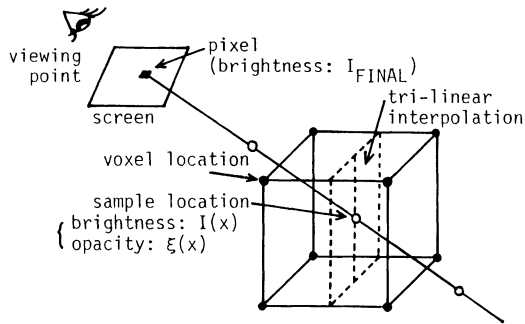 viewing
point
pixel
(brightness: I_FINAL)
screen
tri-linear
interpolation
voxel location
sample location
{ brightness: I(x)
opacity: ξ(x)